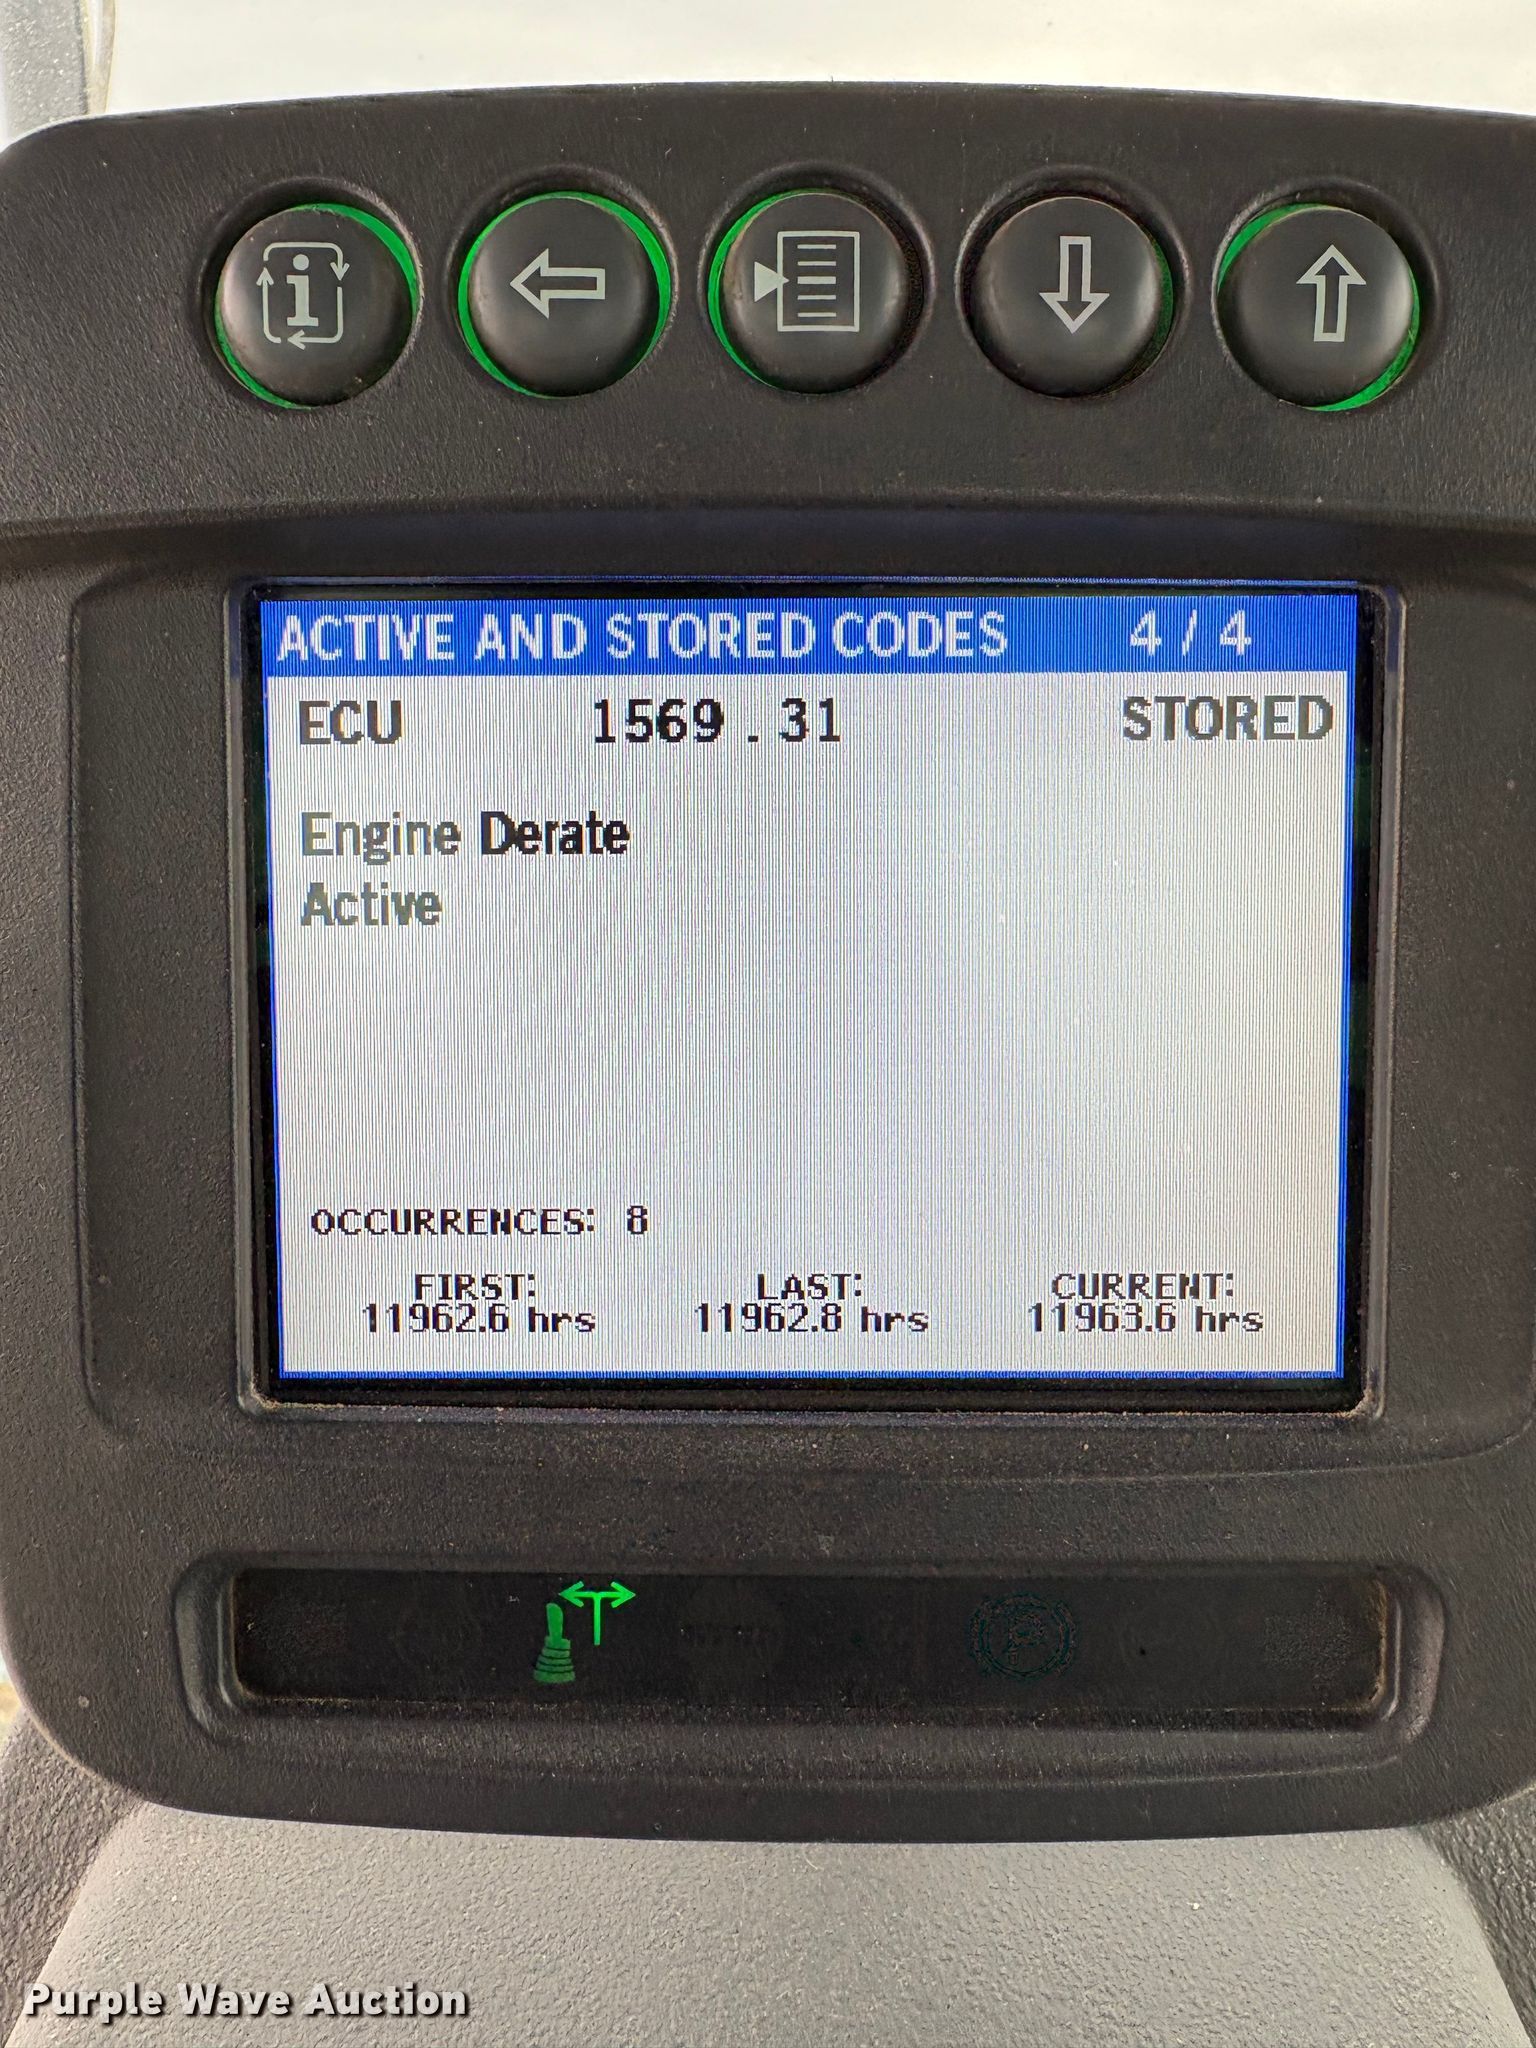 ACTIVE AND STORED CODES 4 / 4
ECU 1569 . 31 STORED
Engine Derate
Active
OCCURRENCES: 8
FIRST: LAST: CURRENT:
11962.6 hrs 11962.8 hrs 11963.6 hrs
Purple Wave Auction